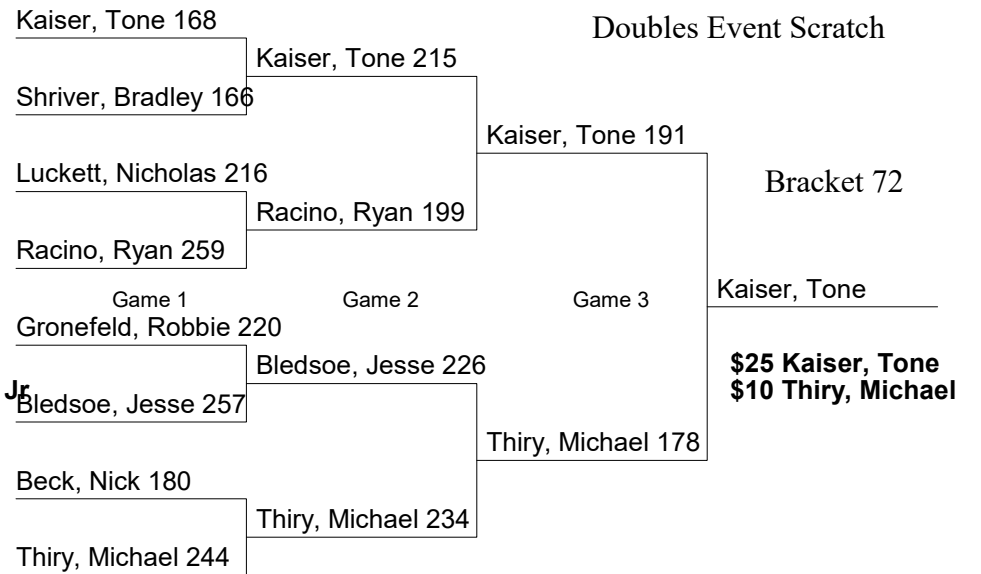 Kaiser, Tone 168
Doubles Event Scratch
Kaiser, Tone 215
Shriver, Bradley 166
Kaiser, Tone 191
Luckett, Nicholas 216
Bracket 72
Racino, Ryan 199
Racino, Ryan 259
Kaiser, Tone
Game 1
Game 2
Game 3
Gronefeld, Robbie 220
Bledsoe, Jesse 226
$25 Kaiser, Tone
$10 Thiry, Michael
Jr
Bledsoe, Jesse 257
Thiry, Michael 178
Beck, Nick 180
Thiry, Michael 234
Thiry, Michael 244